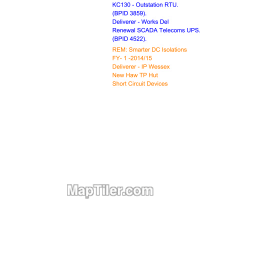 KC130 - Outstation RTU.
(BPID 3859).
Deliverer - Works Del
Renewal SCADA Telecoms UPS.
(BPID 4522).
REMI Smarter DC Isolations
FY- 1 -2014/15
Deliverer - IP Wessex
New Haw TP Hut
Short Circuit Devices
MapTiler.com